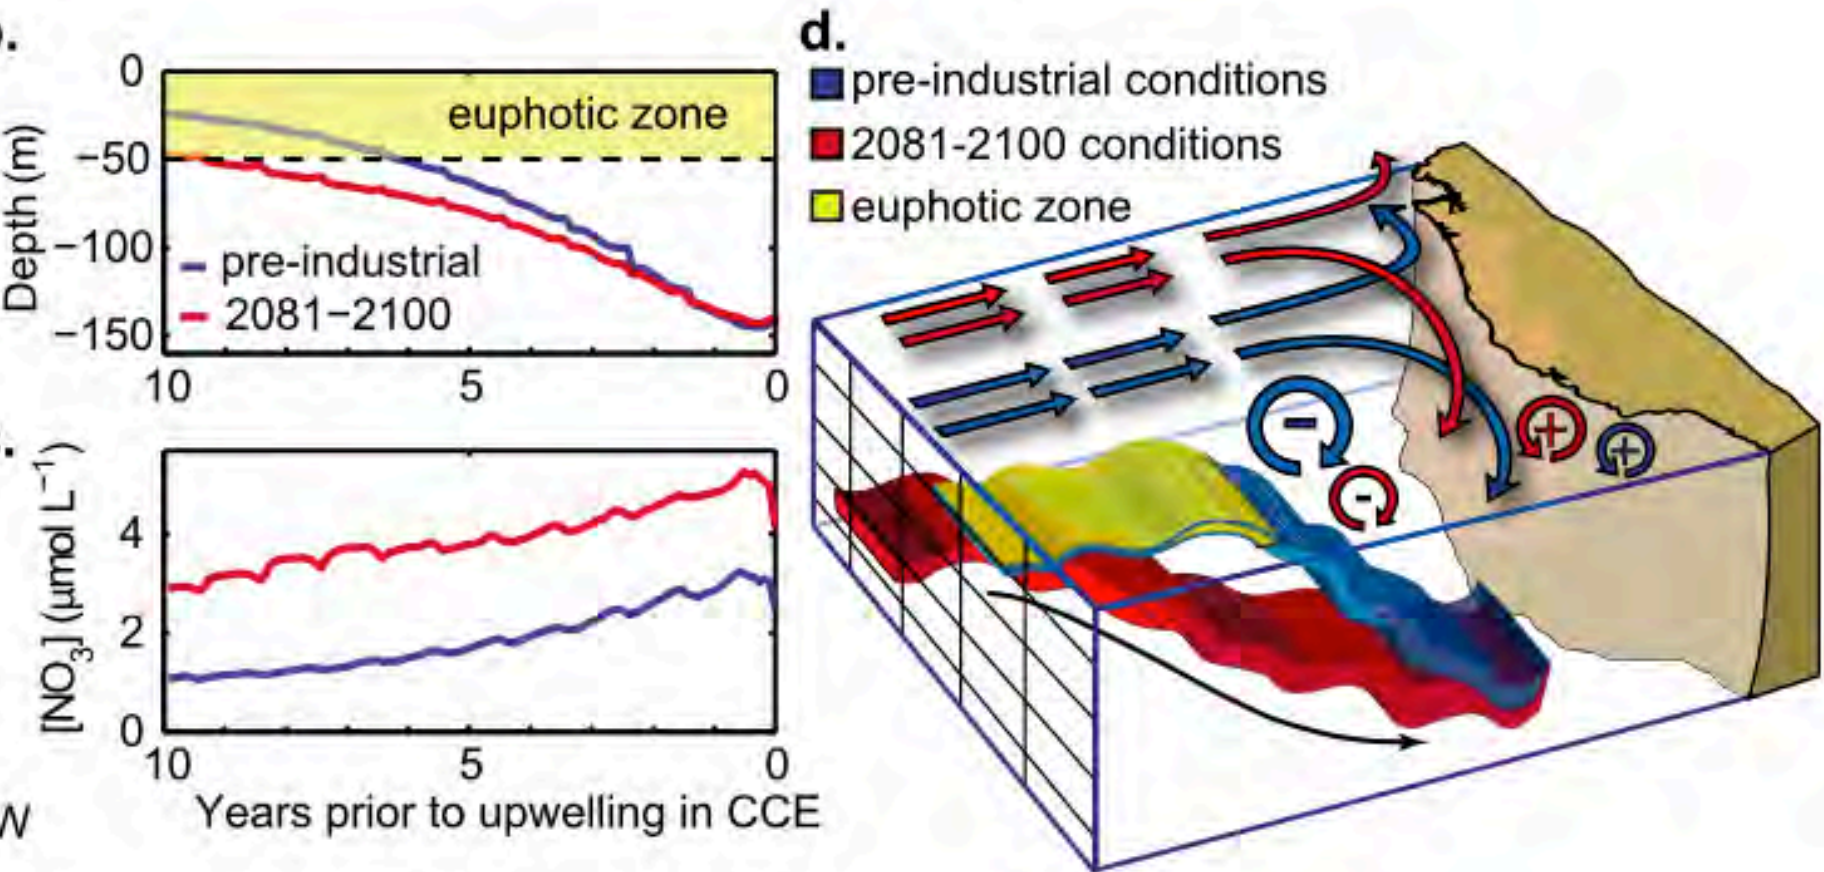 0
−50
−100
−150
Depth (m)
euphotic zone
pre-industrial
2081−2100
10 5 0
[NO3] (µmol L−1)
4
2
0
10 5 0
Years prior to upwelling in CCE
W
d.
pre-industrial conditions
2081-2100 conditions
euphotic zone
-
-
+
+